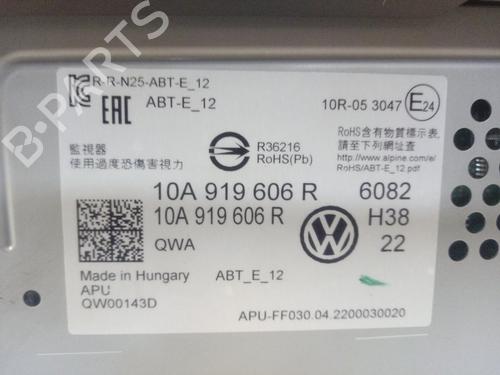 R-R-N25-ABT-E_12
ABT-E_12
EAC
10R-05 3047 E24
監視器
使用過度恐傷害視力
R36216
RoHS(Pb)
RoHS含有物質標示表,
請至下列網址查
http://www.alpine.com/e/
RoHS/ABT-E_12.pdf
10A 919 606 R 6082
10A 919 606 R H38
QWA 22
Made in Hungary ABT_E_12
APU
QW00143D
APU-FF030.04.2200030020
B-PARTS